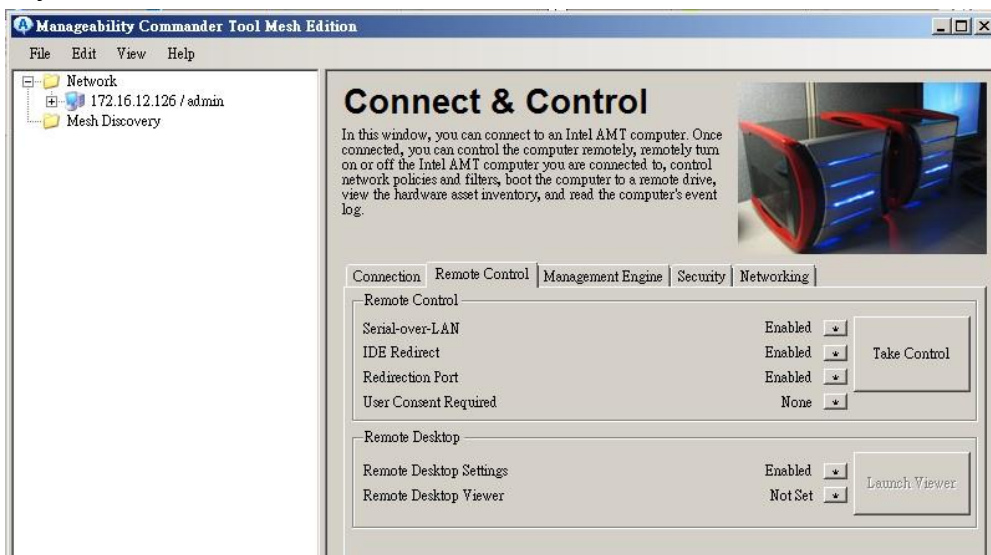 Manageability Commander Tool Mesh Edition
File Edit View Help
Network
172.16.12.126 / admin
Mesh Discovery
Connect & Control
In this window, you can connect to an Intel AMT computer. Once
connected, you can control the computer remotely, remotely turn
on or off the Intel AMT computer you are connected to, control
network policies and filters, boot the computer to a remote drive,
view the hardware asset inventory, and read the computer's event
log.
Connection Remote Control Management Engine Security Networking
Remote Control
Serial-over-LAN Enabled
IDE Redirect Enabled
Take Control
Redirection Port Enabled
User Consent Required None
Remote Desktop
Remote Desktop Settings Enabled
Launch Viewer
Remote Desktop Viewer Not Set